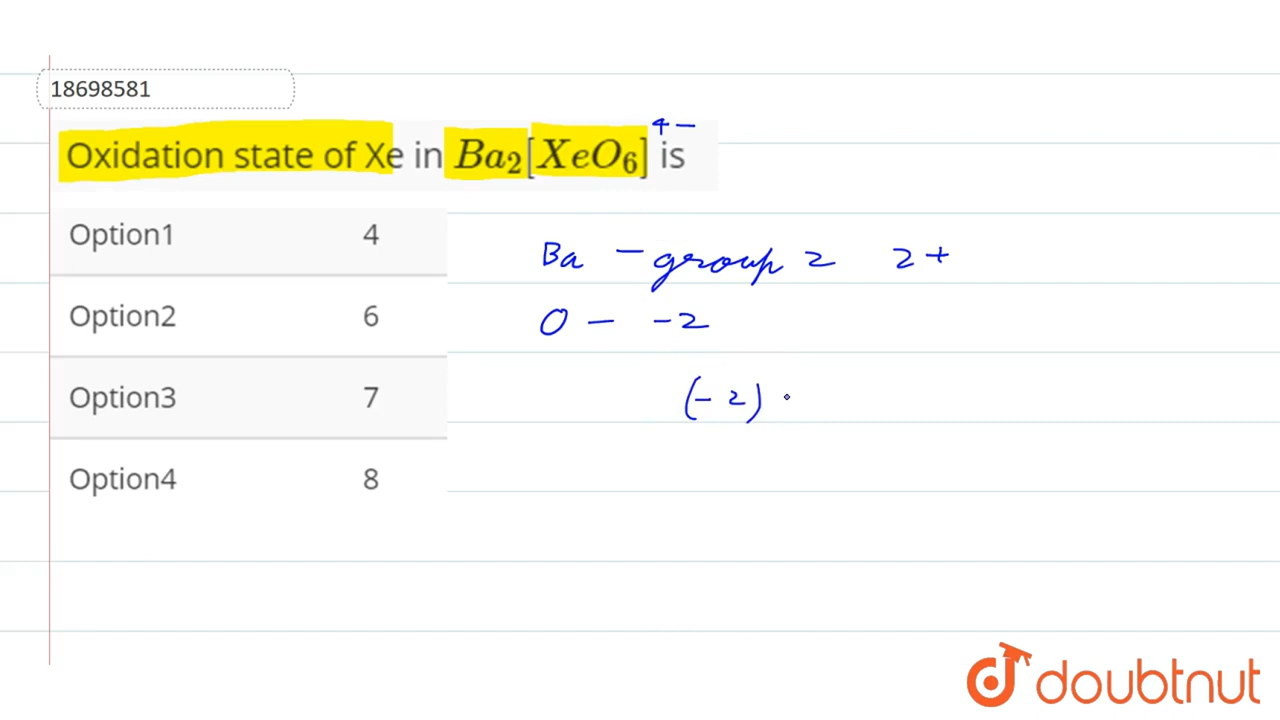 18698581
4-
Oxidation state of Xe in Ba₂[XeO₆] is
Option1 4
Ba - group 2 2+
Option2 6
O - -2
Option3 7
(-2)
Option4 8
doubtnut